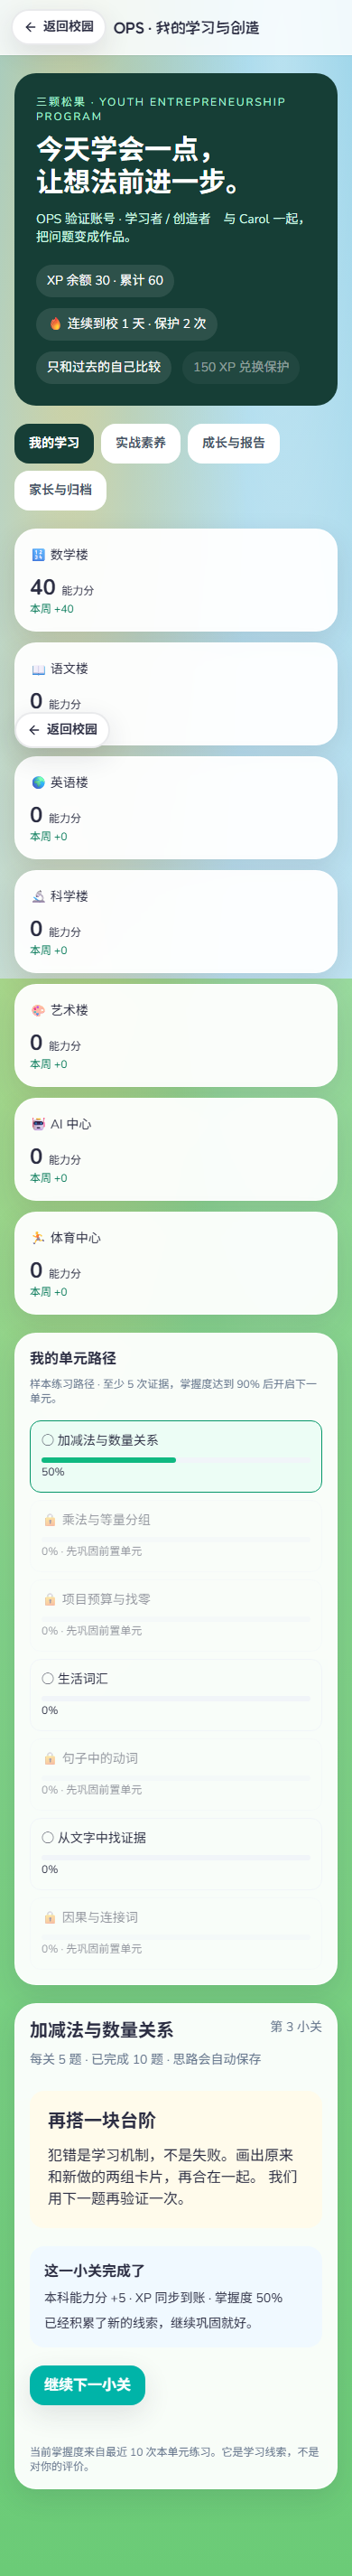 ← 返回校园 OPS · 我的学习与创造
三颗松果 · YOUTH ENTREPRENEURSHIP
PROGRAM
今天学会一点，
让想法前进一步。
OPS 验证账号 · 学习者 / 创造者 与 Carol 一起，
把问题变成作品。
XP 余额 30 · 累计 60
连续到校 1 天 · 保护 2 次
只和过去的自己比较 150 XP 兑换保护
我的学习 实战素养 成长与报告
家长与归档
数学楼
40 能力分
本周 +40
语文楼
0 能力分
← 返回校园
英语楼
0 能力分
本周 +0
科学楼
0 能力分
本周 +0
艺术楼
0 能力分
本周 +0
AI 中心
0 能力分
本周 +0
体育中心
0 能力分
本周 +0
我的单元路径
样本练习路径 · 至少 5 次证据，掌握度达到 90% 后开启下一
单元。
加减法与数量关系
50%
乘法与等量分组
0% · 先巩固前置单元
项目预算与找零
0% · 先巩固前置单元
生活词汇
0%
句子中的动词
0% · 先巩固前置单元
从文字中找证据
0%
因果与连接词
0% · 先巩固前置单元
加减法与数量关系 第 3 小关
每关 5 题 · 已完成 10 题 · 思路会自动保存
再搭一块台阶
犯错是学习机制，不是失败。画出原来
和新做的两组卡片，再合在一起。 我们
用下一题再验证一次。
这一小关完成了
本科能力分 +5 · XP 同步到账 · 掌握度 50%
已经积累了新的线索，继续巩固就好。
继续下一小关
当前掌握度来自最近 10 次本单元练习。它是学习线索，不是
对你的评价。